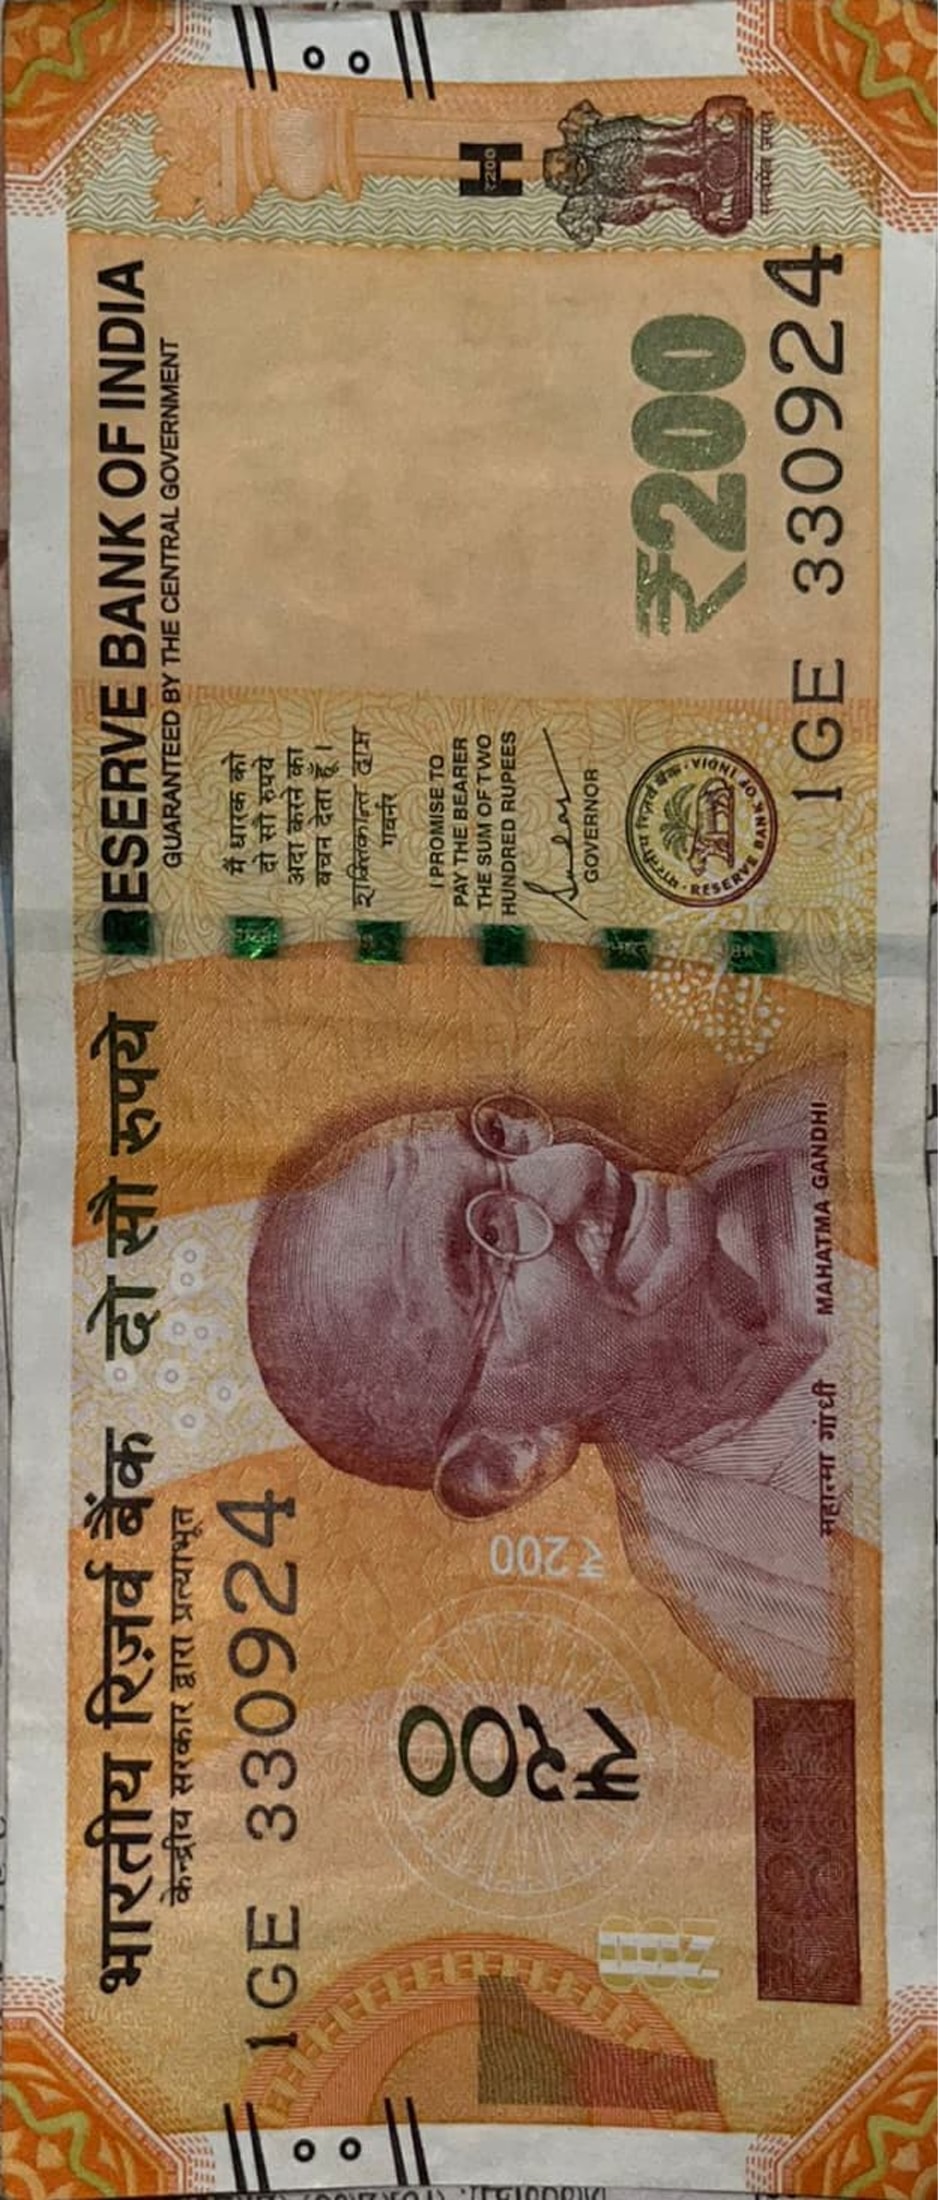 भारतीय रिज़र्व बैंक दो सौ रुपये
केन्द्रीय सरकार द्वारा प्रत्याभूत
1GE 330924
₹२००
₹200
महात्मा गांधी MAHATMA GANDHI
RESERVE BANK OF INDIA
GUARANTEED BY THE CENTRAL GOVERNMENT
मैं धारक को
दो सौ रुपये
अदा करने का
वचन देता हूँ ।
शक्तिकान्त दास
गवर्नर
I PROMISE TO
PAY THE BEARER
THE SUM OF TWO
HUNDRED RUPEES
GOVERNOR
भारतीय रिज़र्व बैंक
RESERVE BANK OF INDIA
₹200
1GE 330924
H
₹200
सत्यमेव जयते